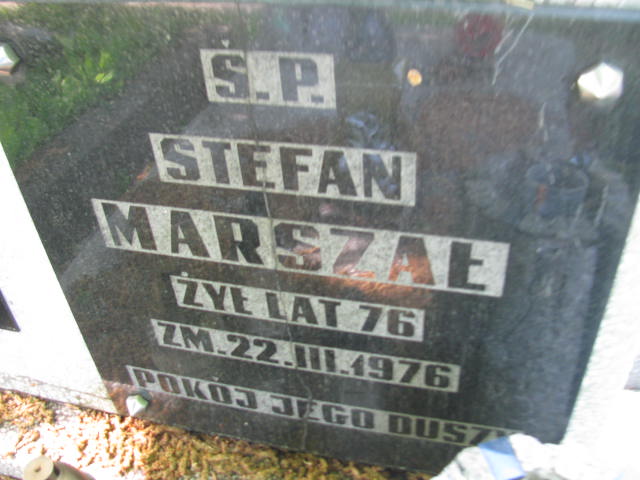 Ś.P.
STEFAN
MARSZAŁ
ŻYŁ LAT 76
ZM. 22.III.1976
POKÓJ JEGO DUSZY